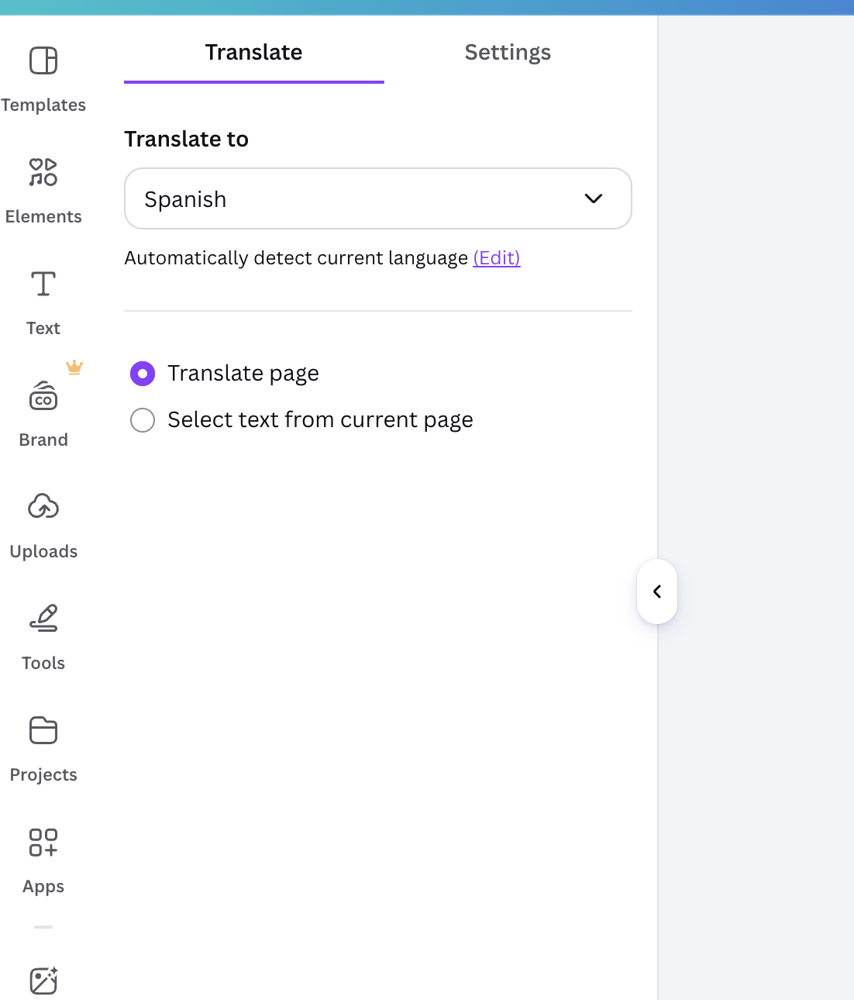 Translate
Settings
Templates
Elements
Text
CO
Brand
Uploads
Tools
Projects
Apps
Translate to
Spanish
Automatically detect current language (Edit)
Translate page
Select text from current page